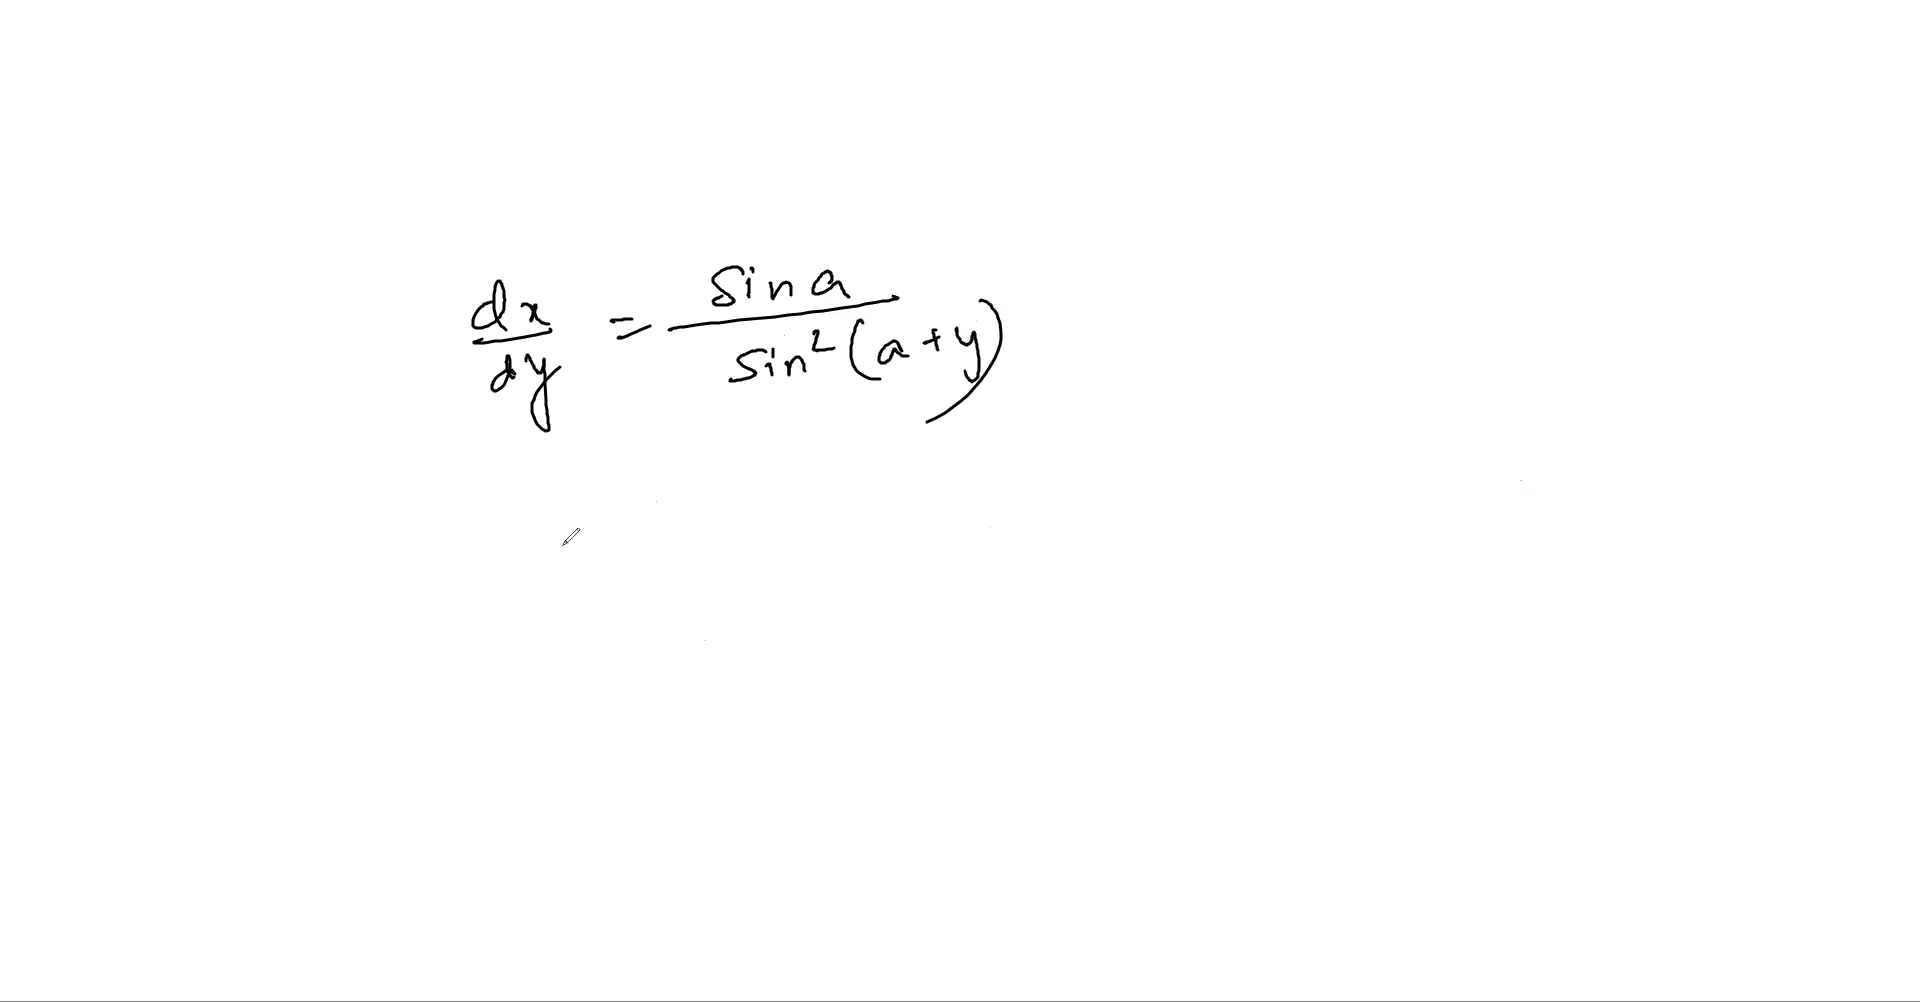 dx/dy = sin a / sin²(a+y)